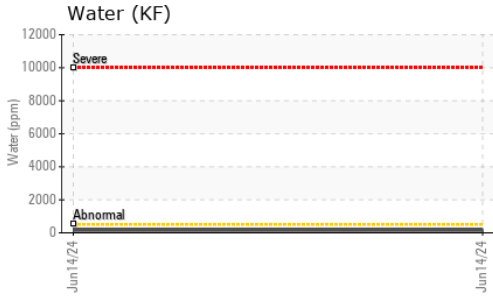 Water (KF)
12000
Severe
10000
8000
Water (ppm)
6000
4000
2000
Abnormal
0
Jun14/24
Jun14/24